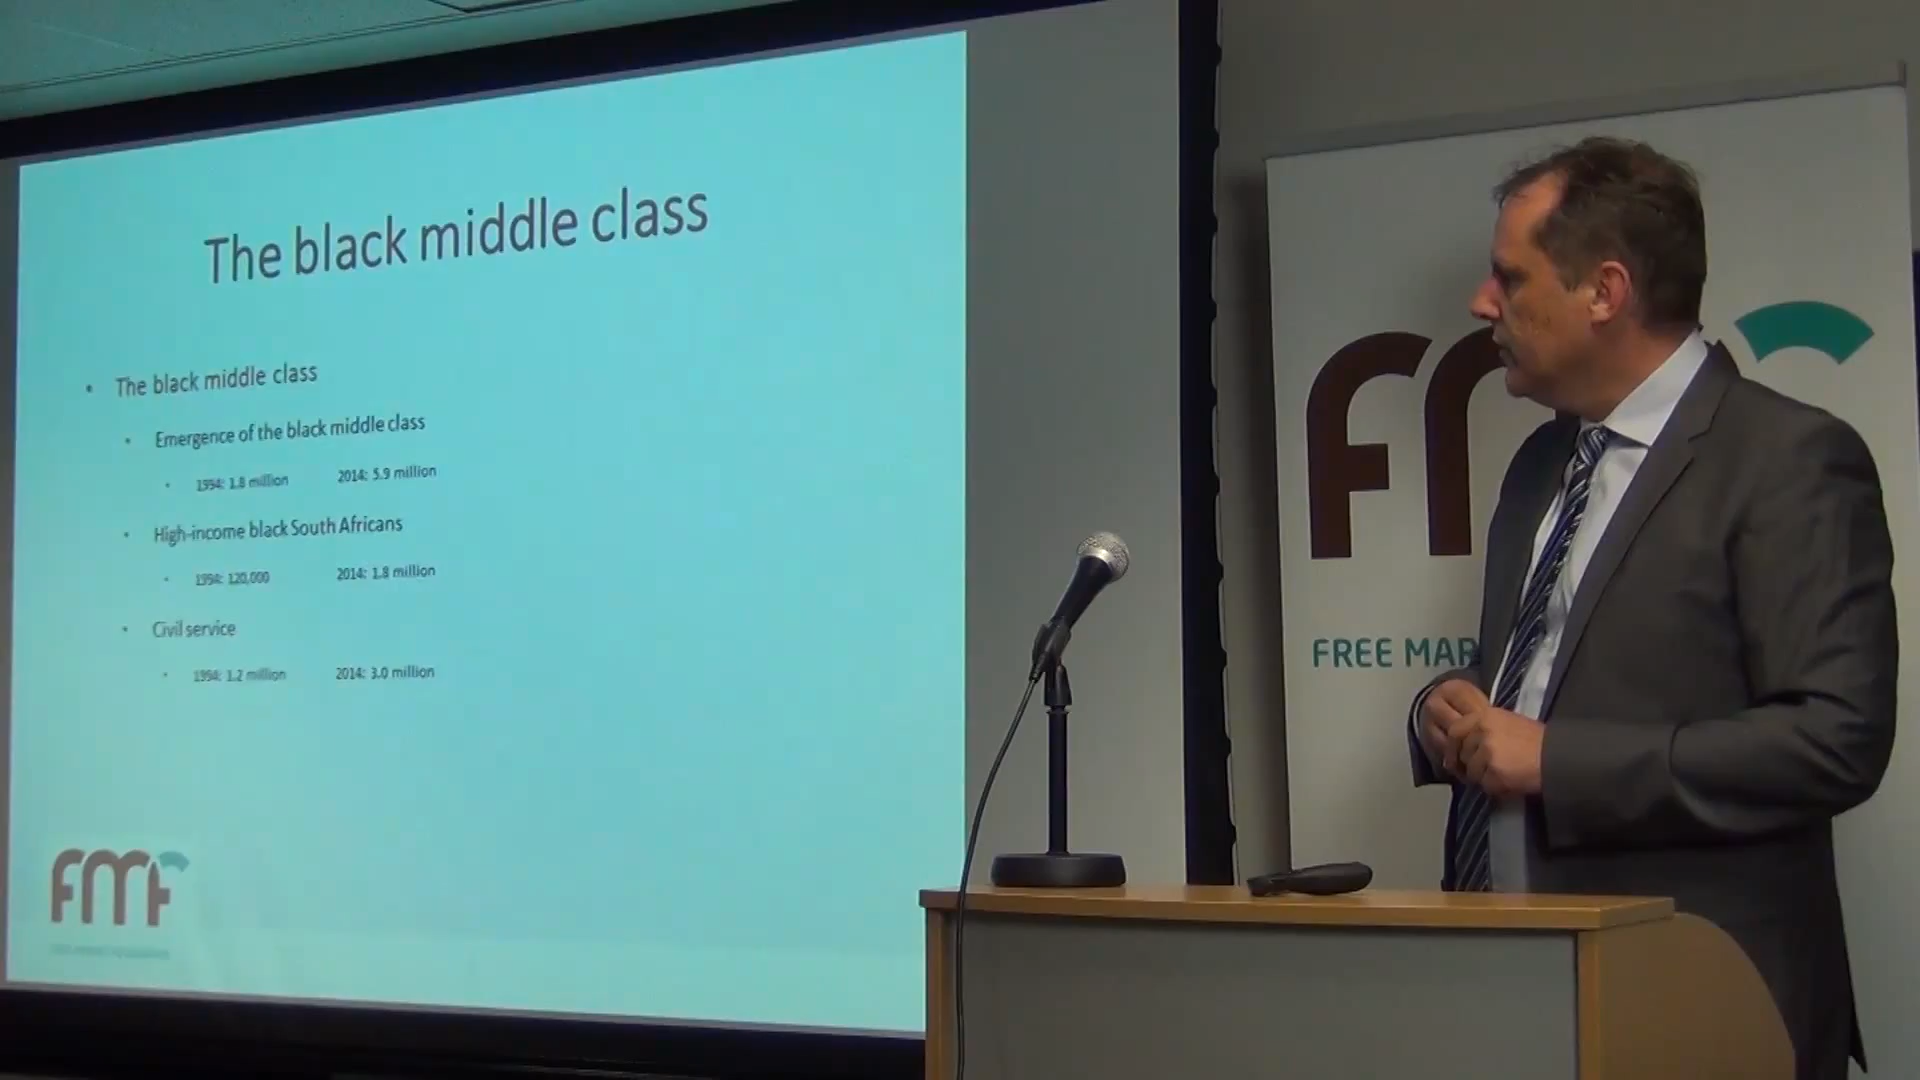 The black middle class
• The black middle class
• Emergence of the black middle class
• 1994: 1.8 million 2014: 5.9 million
• High-income black South Africans
• 1994: 120,000 2014: 1.8 million
• Civil service
• 1994: 1.2 million 2014: 3.0 million
FMF
FM
FREE MAR